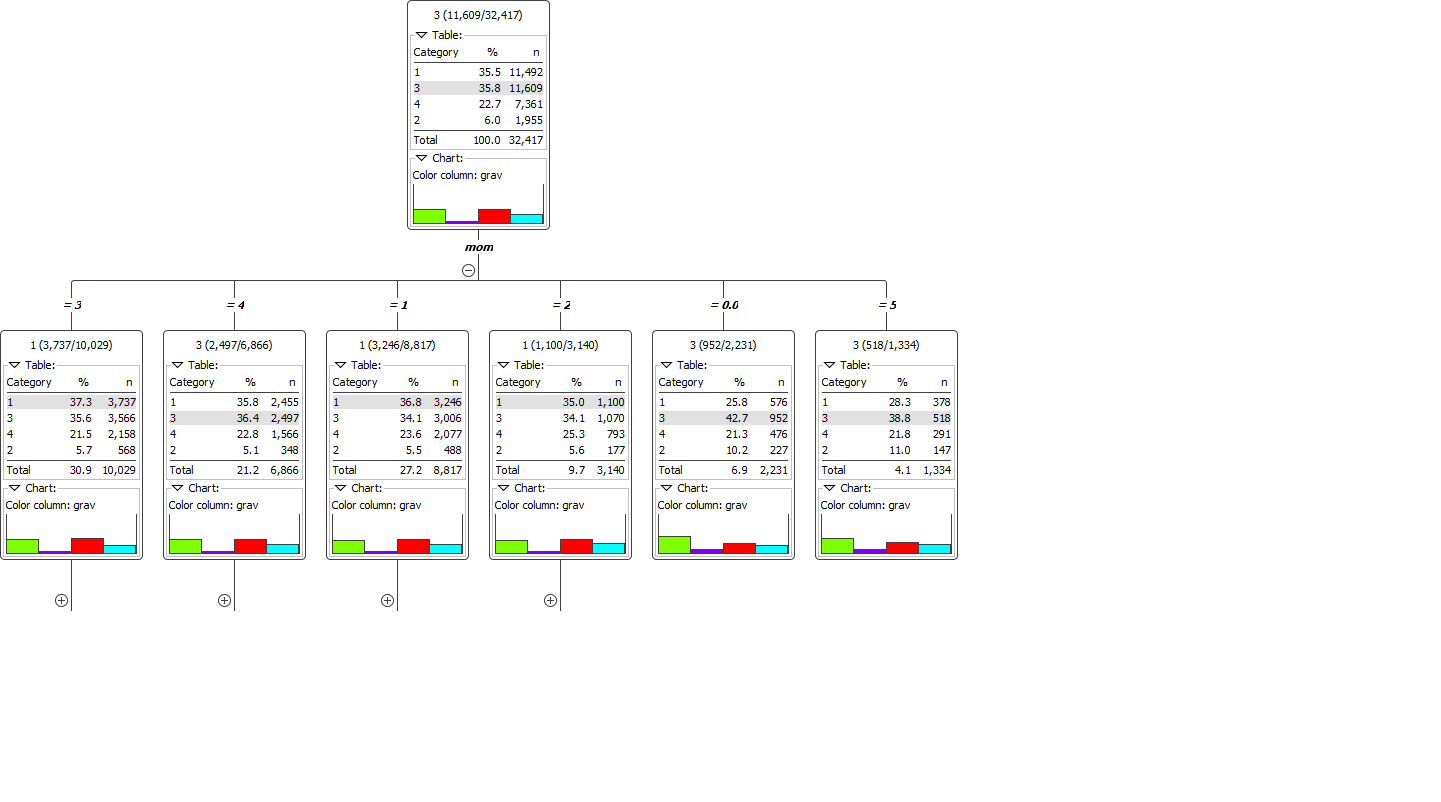 3 (11,609/32,417)
Table:
Category % n
1 35.5 11,492
3 35.8 11,609
4 22.7 7,361
2 6.0 1,955
Total 100.0 32,417
Chart:
Color column: grav
mom
= 3
= 4
= 1
= 2
= 0.0
= 5
1 (3,737/10,029)
Table:
Category % n
1 37.3 3,737
3 35.6 3,566
4 21.5 2,158
2 5.7 568
Total 30.9 10,029
Chart:
Color column: grav
3 (2,497/6,866)
Table:
Category % n
1 35.8 2,455
3 36.4 2,497
4 22.8 1,566
2 5.1 348
Total 21.2 6,866
Chart:
Color column: grav
1 (3,246/8,817)
Table:
Category % n
1 36.8 3,246
3 34.1 3,006
4 23.6 2,077
2 5.5 488
Total 27.2 8,817
Chart:
Color column: grav
1 (1,100/3,140)
Table:
Category % n
1 35.0 1,100
3 34.1 1,070
4 25.3 793
2 5.6 177
Total 9.7 3,140
Chart:
Color column: grav
3 (952/2,231)
Table:
Category % n
1 25.8 576
3 42.7 952
4 21.3 476
2 10.2 227
Total 6.9 2,231
Chart:
Color column: grav
3 (518/1,334)
Table:
Category % n
1 28.3 378
3 38.8 518
4 21.8 291
2 11.0 147
Total 4.1 1,334
Chart:
Color column: grav